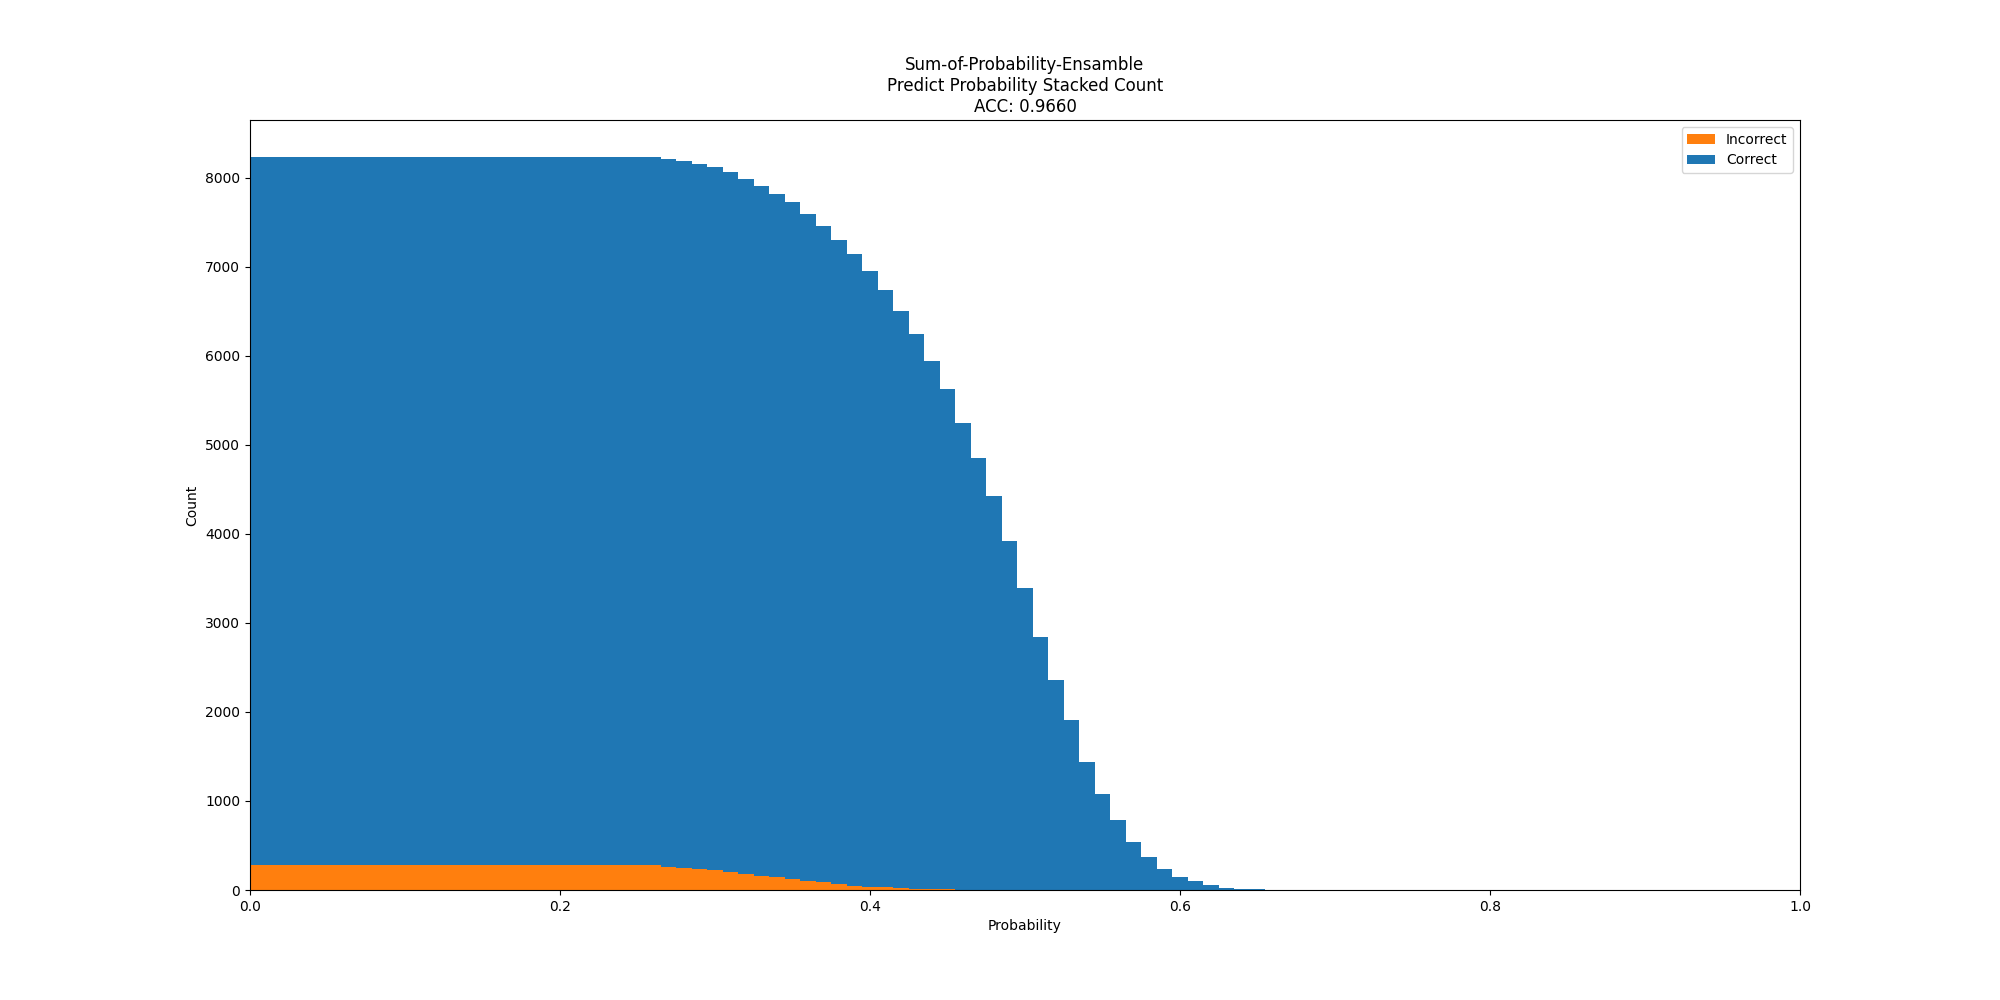 Sum-of-Probability-Ensamble
Predict Probability Stacked Count
ACC: 0.9660
Incorrect
Correct
8000
7000
6000
5000
4000
3000
2000
1000
0
Count
0.0
0.2
0.4
0.6
0.8
1.0
Probability